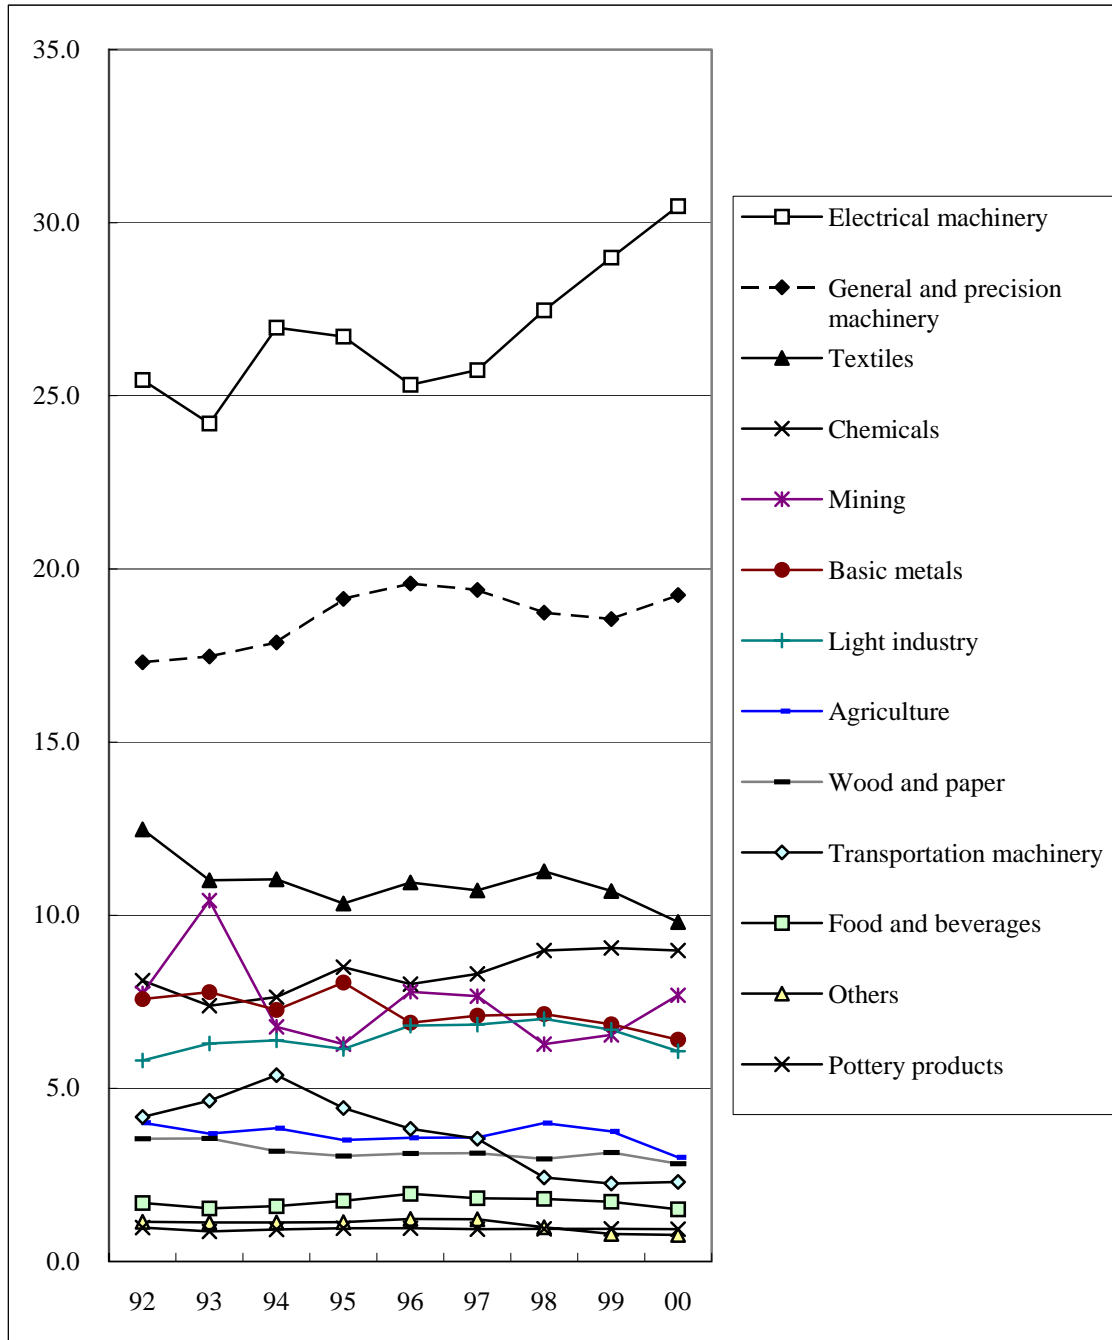 35.0
30.0
25.0
20.0
15.0
10.0
5.0
0.0
92 93 94 95 96 97 98 99 00
Electrical machinery
General and precision
machinery
Textiles
Chemicals
Mining
Basic metals
Light industry
Agriculture
Wood and paper
Transportation machinery
Food and beverages
Others
Pottery products